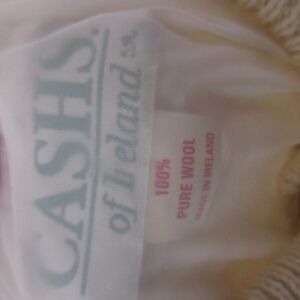 CASHS
of Ireland
100%
PURE WOOL
MADE IN IRELAND